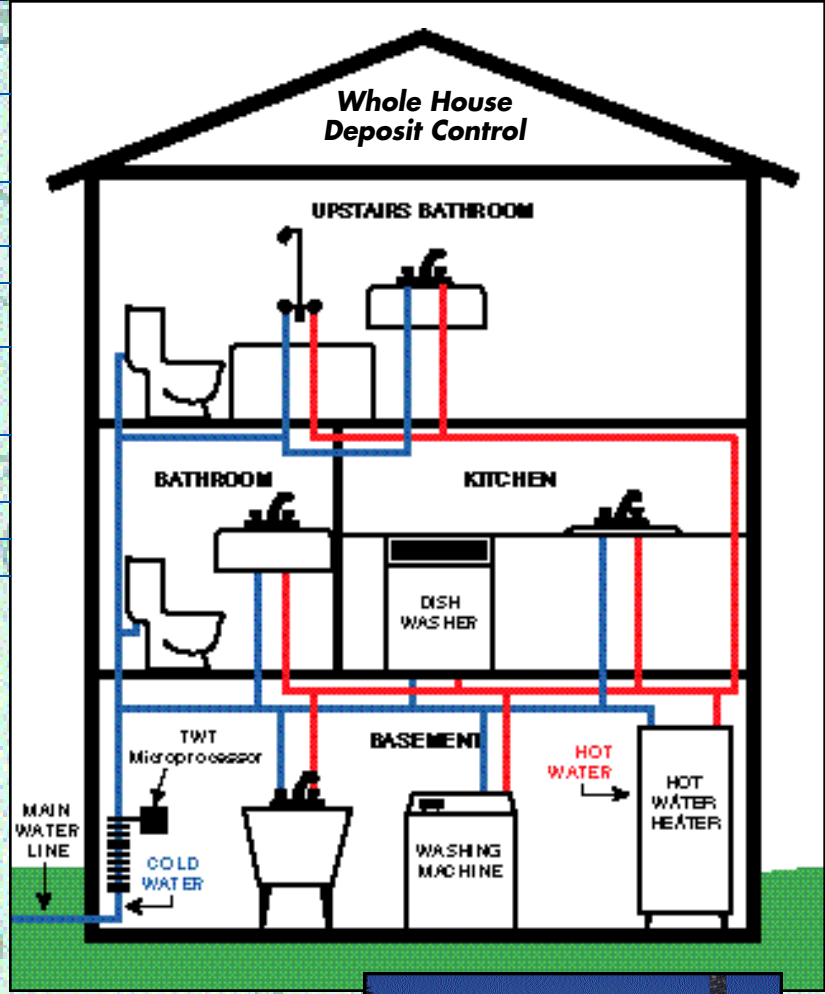 Whole House
Deposit Control
UPSTAIRS BATHROOM
BATHROOM
KITCHEN
DISH
WASHER
TWT
Microprocessor
BASEMENT
HOT
WATER
HOT
WATER
HEATER
MAIN
WATER
LINE
COLD
WATER
WASHING
MACHINE